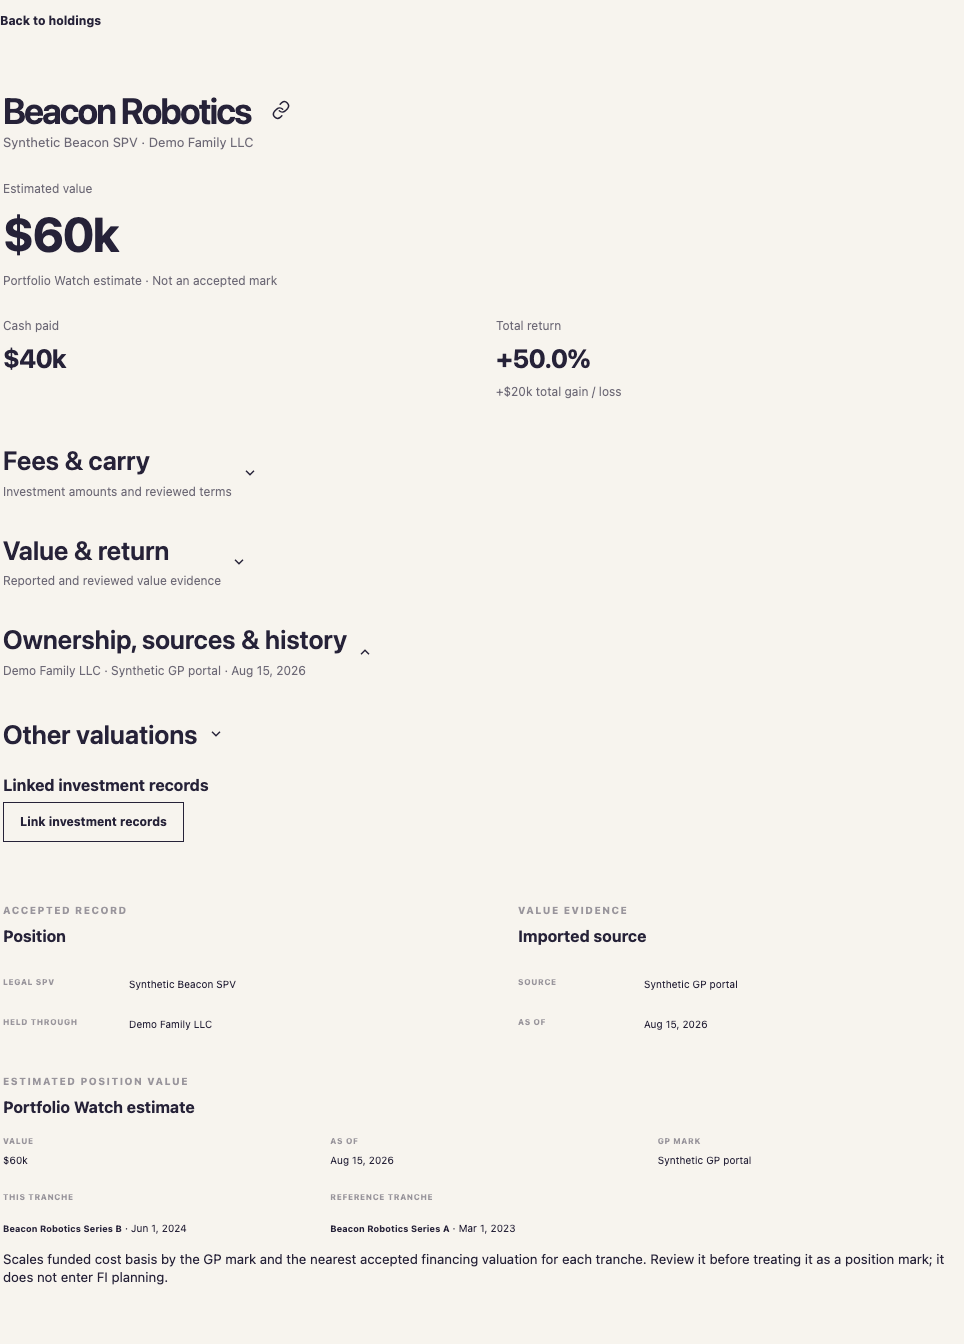 Back to holdings
Beacon Robotics
Synthetic Beacon SPV · Demo Family LLC
Estimated value
$60k
Portfolio Watch estimate · Not an accepted mark
Cash paid
$40k
Total return
+50.0%
+$20k total gain / loss
Fees & carry
Investment amounts and reviewed terms
Value & return
Reported and reviewed value evidence
Ownership, sources & history
Demo Family LLC · Synthetic GP portal · Aug 15, 2026
Other valuations
Linked investment records
Link investment records
ACCEPTED RECORD
Position
LEGAL SPV
Synthetic Beacon SPV
HELD THROUGH
Demo Family LLC
VALUE EVIDENCE
Imported source
SOURCE
Synthetic GP portal
AS OF
Aug 15, 2026
ESTIMATED POSITION VALUE
Portfolio Watch estimate
VALUE
$60k
AS OF
Aug 15, 2026
GP MARK
Synthetic GP portal
THIS TRANCHE
Beacon Robotics Series B · Jun 1, 2024
REFERENCE TRANCHE
Beacon Robotics Series A · Mar 1, 2023
Scales funded cost basis by the GP mark and the nearest accepted financing valuation for each tranche. Review it before treating it as a position mark; it
does not enter FI planning.